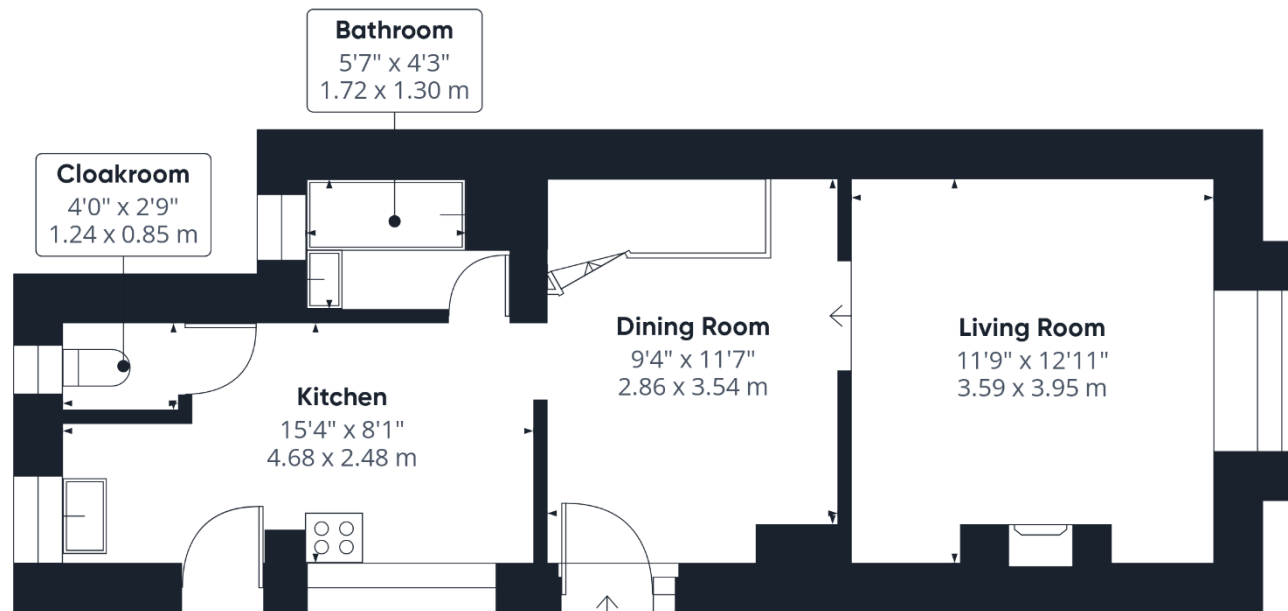 Bathroom
5'7" x 4'3"
1.72 x 1.30 m
Cloakroom
4'0" x 2'9"
1.24 x 0.85 m
Kitchen
15'4" x 8'1"
4.68 x 2.48 m
Dining Room
9'4" x 11'7"
2.86 x 3.54 m
Living Room
11'9" x 12'11"
3.59 x 3.95 m